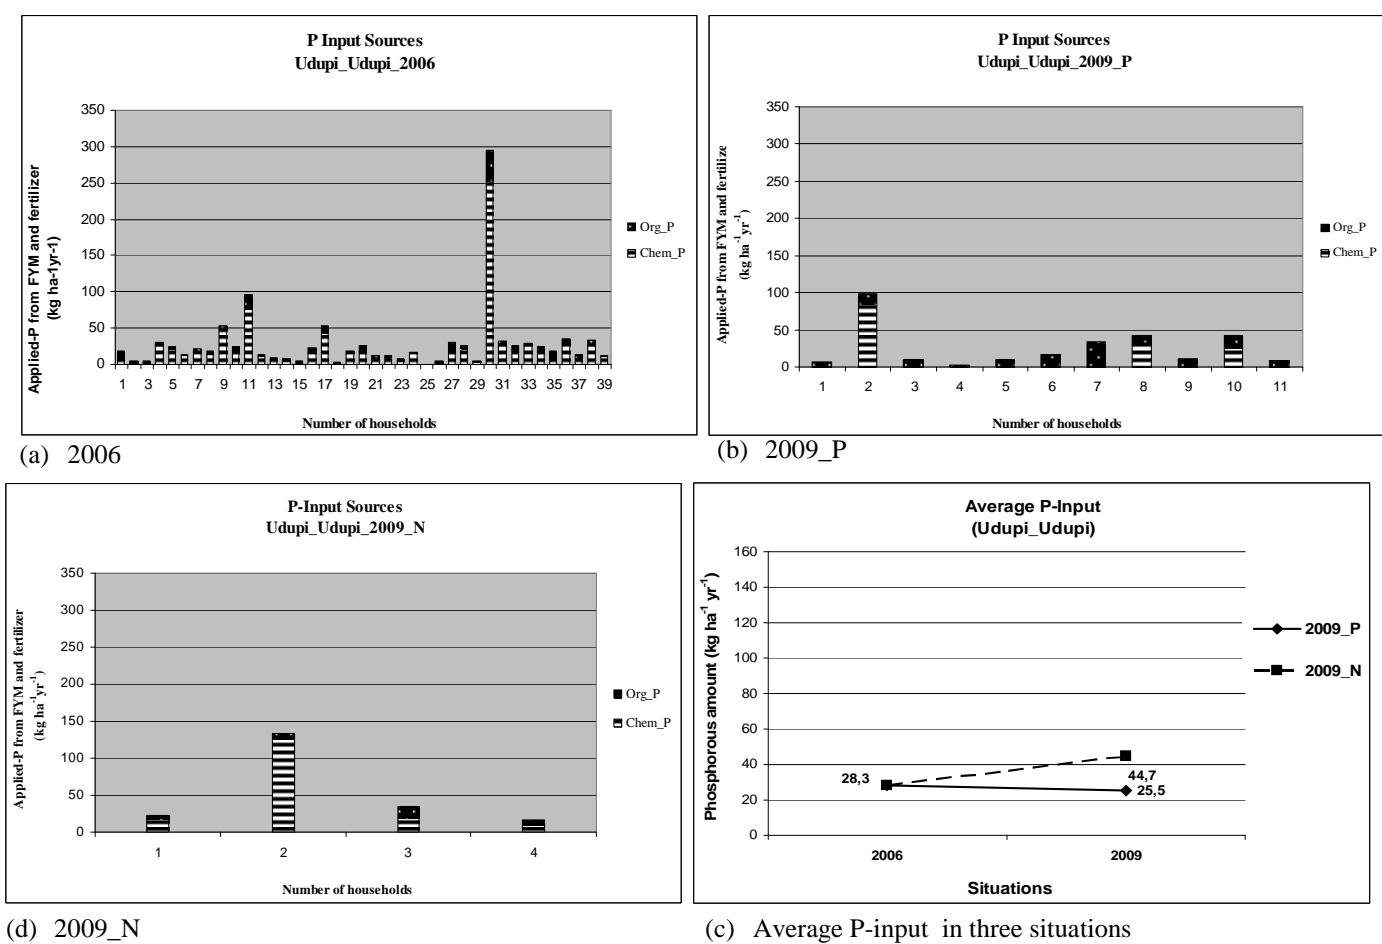 P Input Sources
Udupi_Udupi_2006
Applied-P from FYM and fertilizer
(kg ha-1yr-1)
350
300
250
200
150
100
50
0
1 3 5 7 9 11 13 15 17 19 21 23 25 27 29 31 33 35 37 39
Number of households
Org_P
Chem_P
(a) 2006
P Input Sources
Udupi_Udupi_2009_P
Applied-P from FYM and fertilize
(kg ha-1yr-1)
350
300
250
200
150
100
50
0
1 2 3 4 5 6 7 8 9 10 11
Number of households
Org_P
Chem_P
(b) 2009_P
P-Input Sources
Udupi_Udupi_2009_N
Applied-P from FYM and fertilizer
(kg ha-1yr-1)
350
300
250
200
150
100
50
0
1 2 3 4
Number of households
Org_P
Chem_P
(d) 2009_N
Average P-Input
(Udupi_Udupi)
Phosphorous amount (kg ha-1 yr-1)
160
140
120
100
80
60
40
20
0
28,3
44,7
25,5
2006 2009
Situations
2009_P
2009_N
(c) Average P-input in three situations